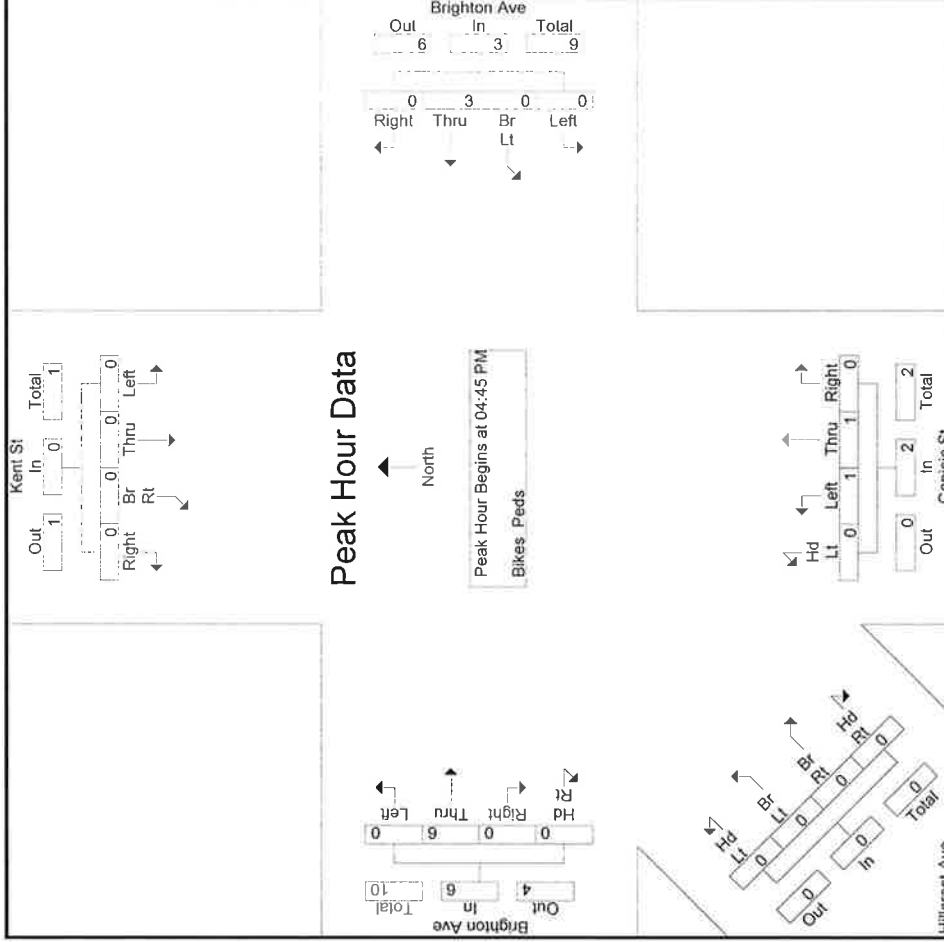 Brighton Ave
Out In Total
6 3 9
0 3 0 0
Right Thru Br Lt Left
Kent St
Out In Total
1 0 1
0 0 0 0
Right Br Rt Thru Left
Peak Hour Data
North
Peak Hour Begins at 04:45 PM
Bikes Peds
Hd Lt Left Thru Right
0 1 1 0
0 2 2
Out In Total
Left Thru Right Hd Rt
0 6 0 0
Total In Out
10 6 4
Brighton Ave
Hd Lt Br Lt Br Rt Hd Rt
0 0 0 0
0 0 0
Out In Total